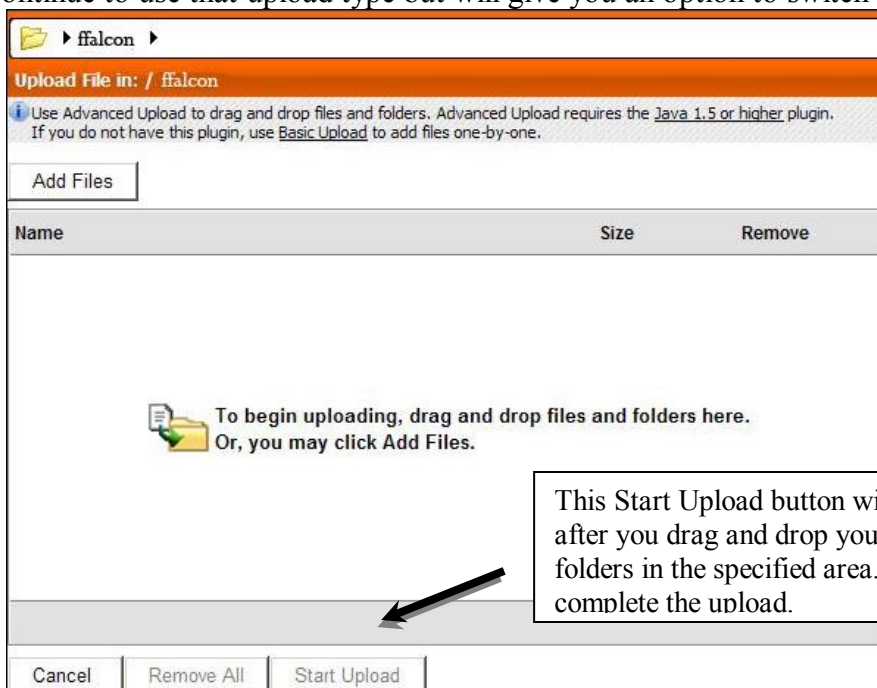 continue to use that upload type but will give you an option to switch
ffalcon
Upload File in: / ffalcon
Use Advanced Upload to drag and drop files and folders. Advanced Upload requires the Java 1.5 or higher plugin.
If you do not have this plugin, use Basic Upload to add files one-by-one.
Add Files
Name Size Remove
To begin uploading, drag and drop files and folders here.
Or, you may click Add Files.
This Start Upload button
after you drag and drop
folders in the specified area.
complete the upload.
Cancel Remove All Start Upload